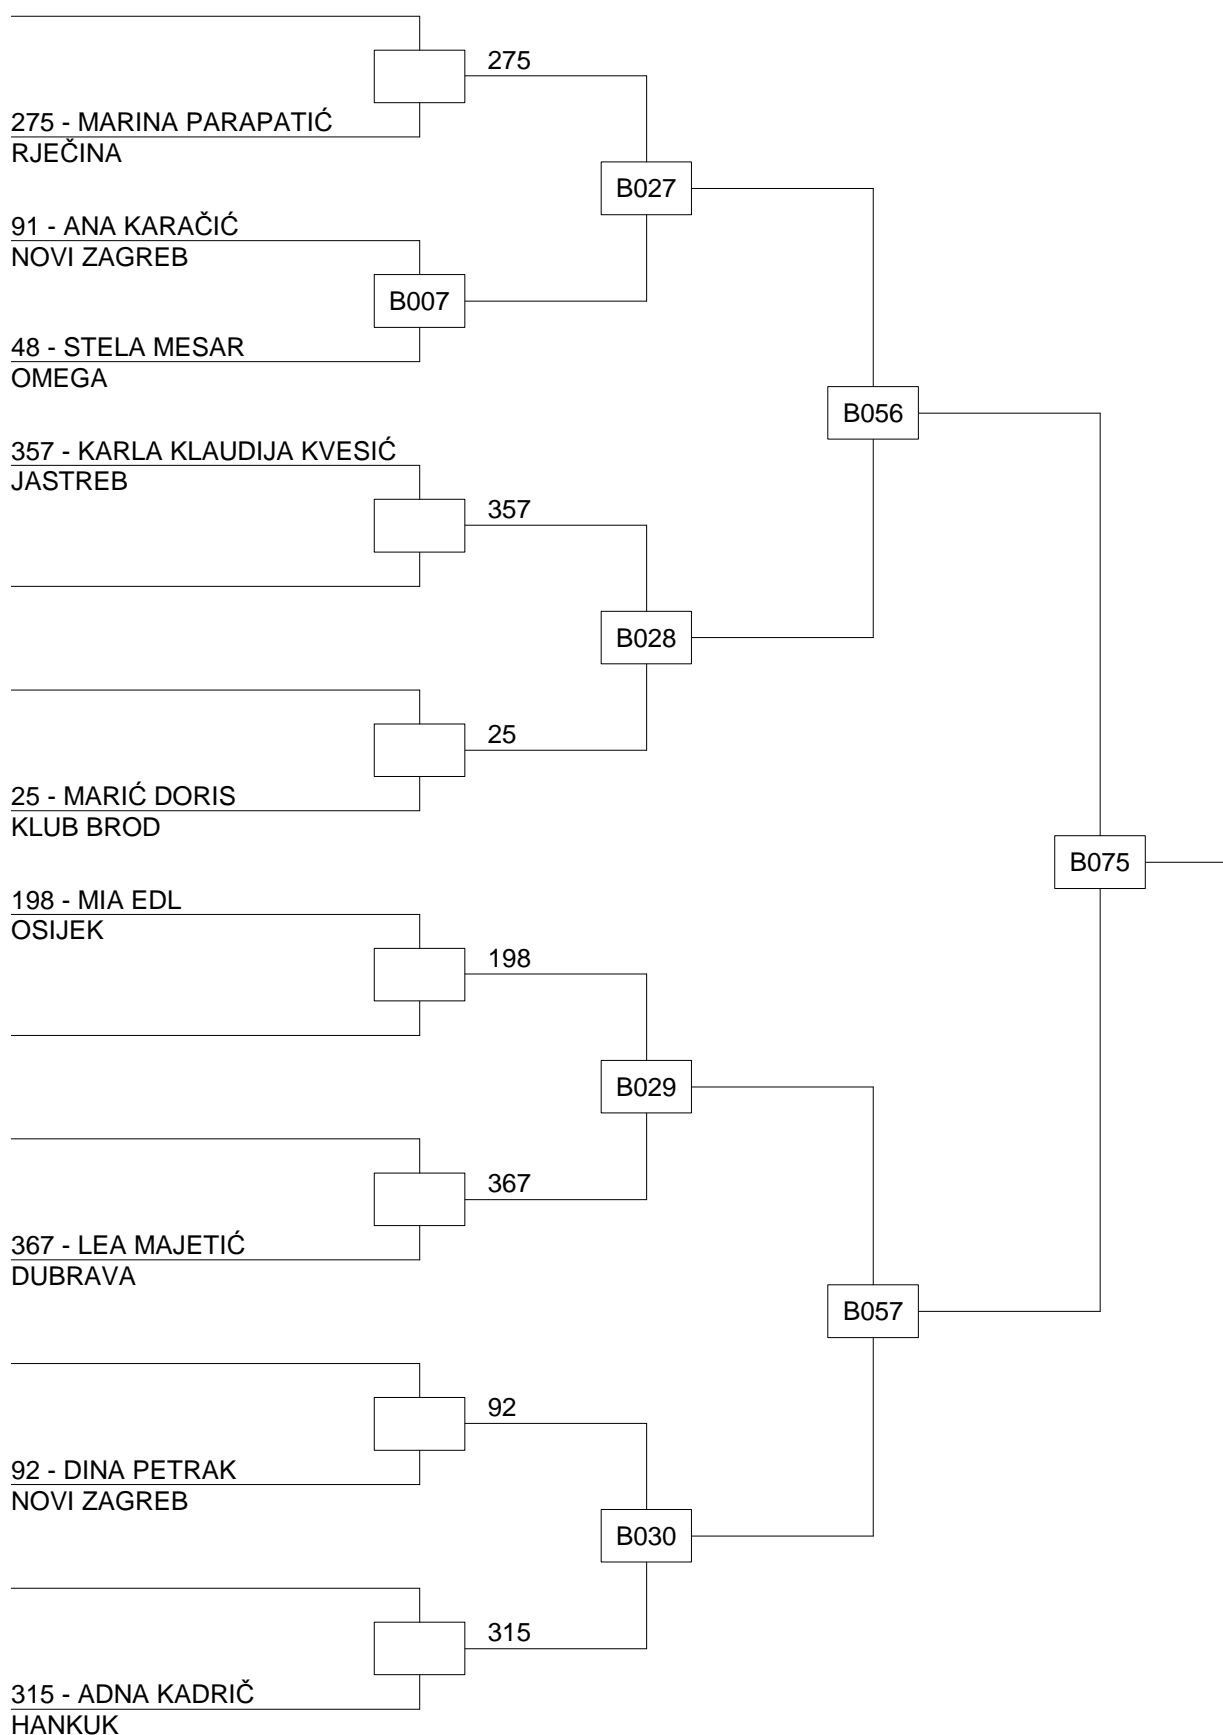 275
275 - MARINA PARAPATIĆ
RJEČINA
B027
91 - ANA KARAČIĆ
NOVI ZAGREB
B007
48 - STELA MESAR
OMEGA
B056
357 - KARLA KLAUDIJA KVESIĆ
JASTREB
357
B028
25
25 - MARIĆ DORIS
KLUB BROD
B075
198 - MIA EDL
OSIJEK
198
B029
367
367 - LEA MAJETIĆ
DUBRAVA
B057
92
92 - DINA PETRAK
NOVI ZAGREB
B030
315
315 - ADNA KADRIČ
HANKUK